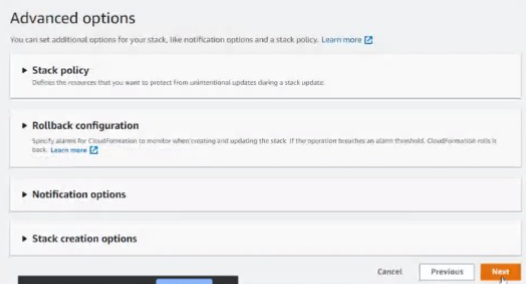 Advanced options
You can set additional options for your stack, like notification options and a stack policy. Learn more
Stack policy
Defines the resources that you want to protect from unintentional updates during a stack update.
Rollback configuration
Specify alarms for CloudFormation to monitor when creating and updating the stack. If the operation breaches an alarm threshold, CloudFormation rolls it
back. Learn more
Notification options
Stack creation options
Cancel Previous Next